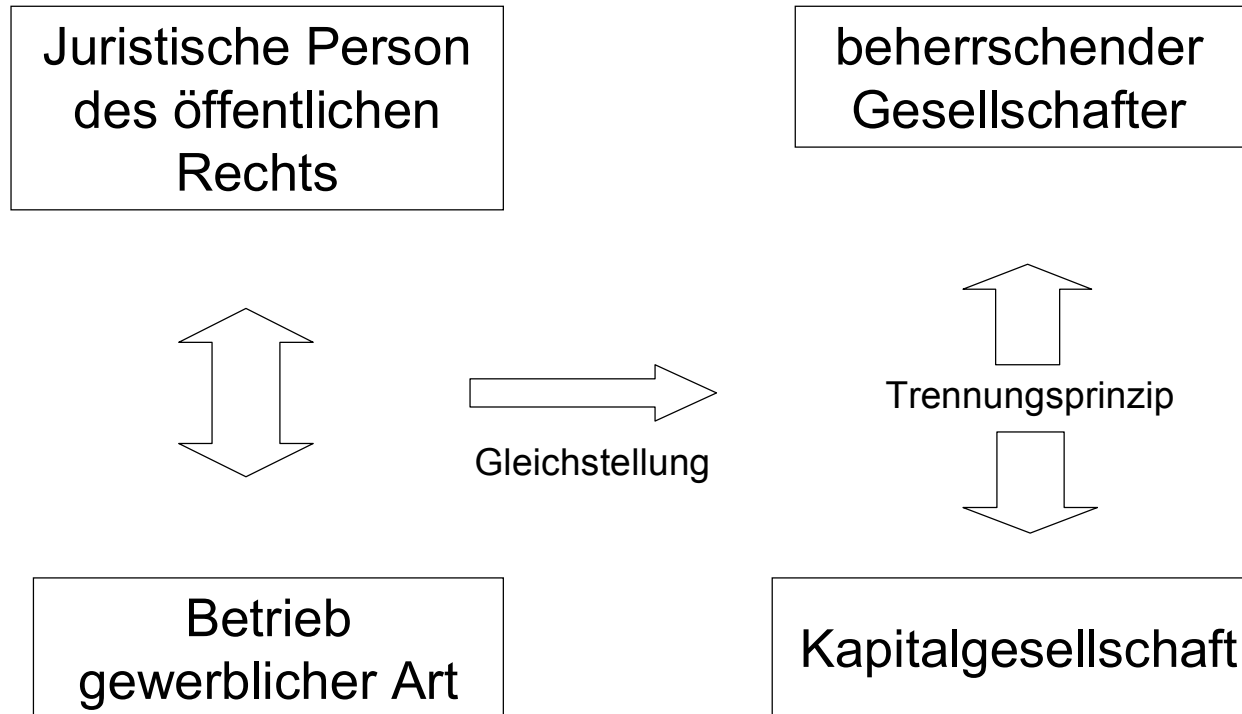 Juristische Person
des öffentlichen
Rechts
beherrschender
Gesellschafter
Trennungsprinzip
Gleichstellung
Betrieb
gewerblicher Art
Kapitalgesellschaft